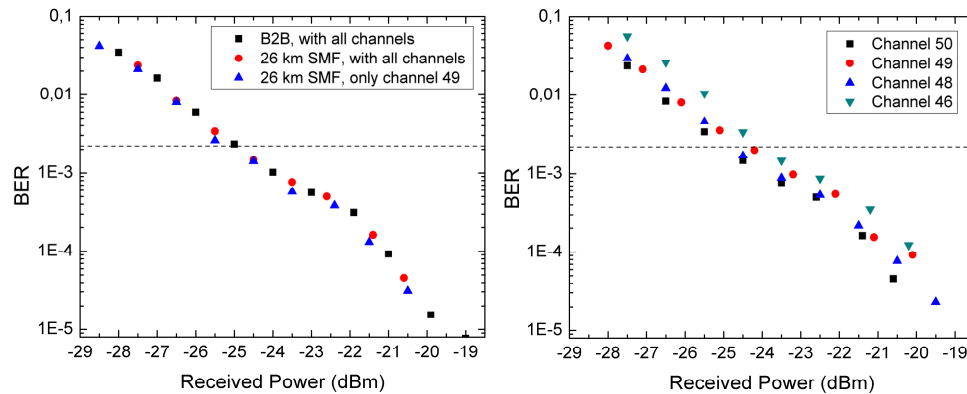 0,1
0,01
1E-3
1E-4
1E-5
BER
-29 -28 -27 -26 -25 -24 -23 -22 -21 -20 -19
Received Power (dBm)
B2B, with all channels
26 km SMF, with all channels
26 km SMF, only channel 49
0,1
0,01
1E-3
1E-4
1E-5
BER
-29 -28 -27 -26 -25 -24 -23 -22 -21 -20 -19
Received Power (dBm)
Channel 50
Channel 49
Channel 48
Channel 46